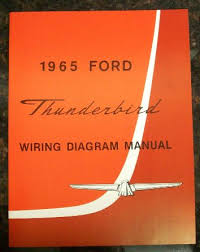 1965 FORD
Thunderbird
WIRING DIAGRAM MANUAL